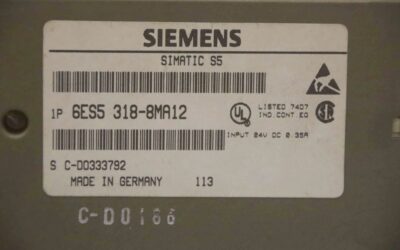 SIEMENS
SIMATIC S5
1P 6ES5 318-8MA12
LISTED 74D7
IND.CONT.EQ
INPUT 24V DC 0.35A
S C-D0333792
MADE IN GERMANY 113
C-D0166